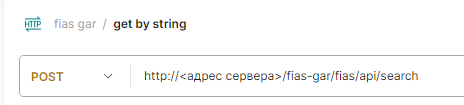 HTTP fias gar / get by string
POST http://<адрес сервера>/fias-gar/fias/api/search